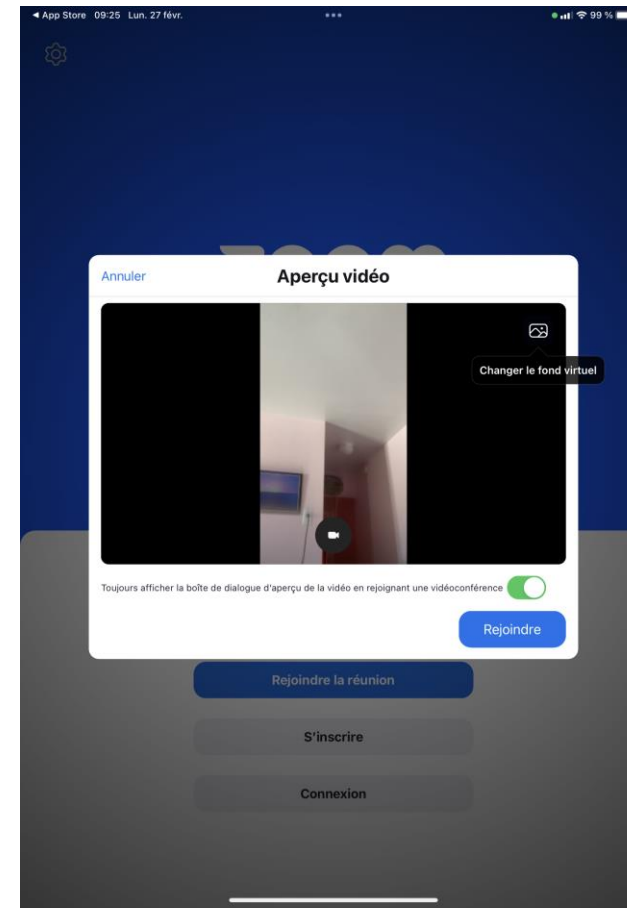 ◀ App Store 09:25 Lun. 27 févr. 99 %
Annuler Aperçu vidéo
Changer le fond virtuel
Toujours afficher la boîte de dialogue d'aperçu de la vidéo en rejoignant une vidéoconférence
Rejoindre
Rejoindre la réunion
S'inscrire
Connexion